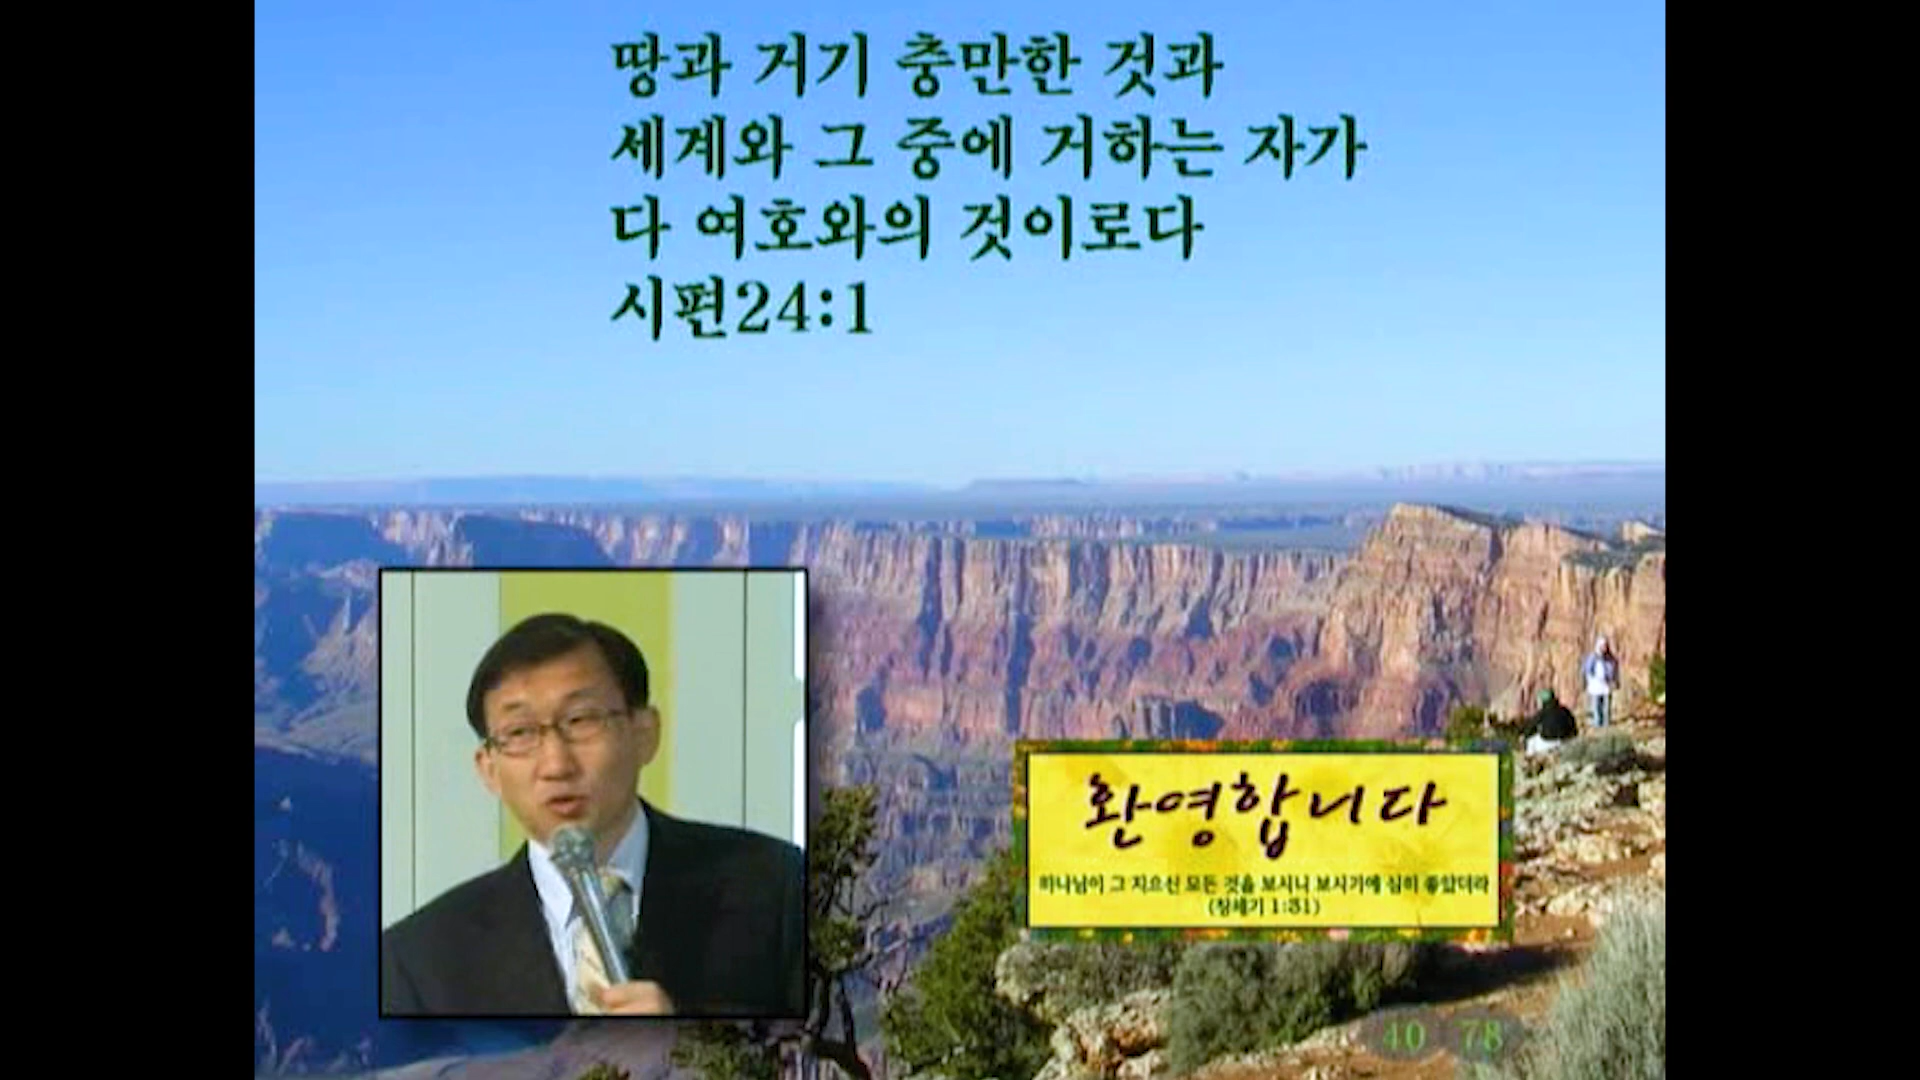 땅과 거기 충만한 것과
세계와 그 중에 거하는 자가
다 여호와의 것이로다
시편24:1
환영합니다
하나님이 그 지으신 모든 것을 보시니 보시기에 심히 좋았더라
(창세기 1:31)
40 78